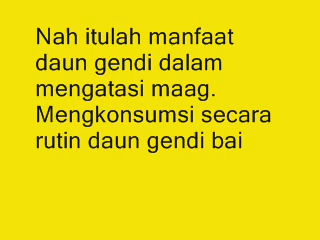 Nah itulah manfaat
daun gendi dalam
mengatasi maag.
Mengkonsumsi secara
rutin daun gendi bai